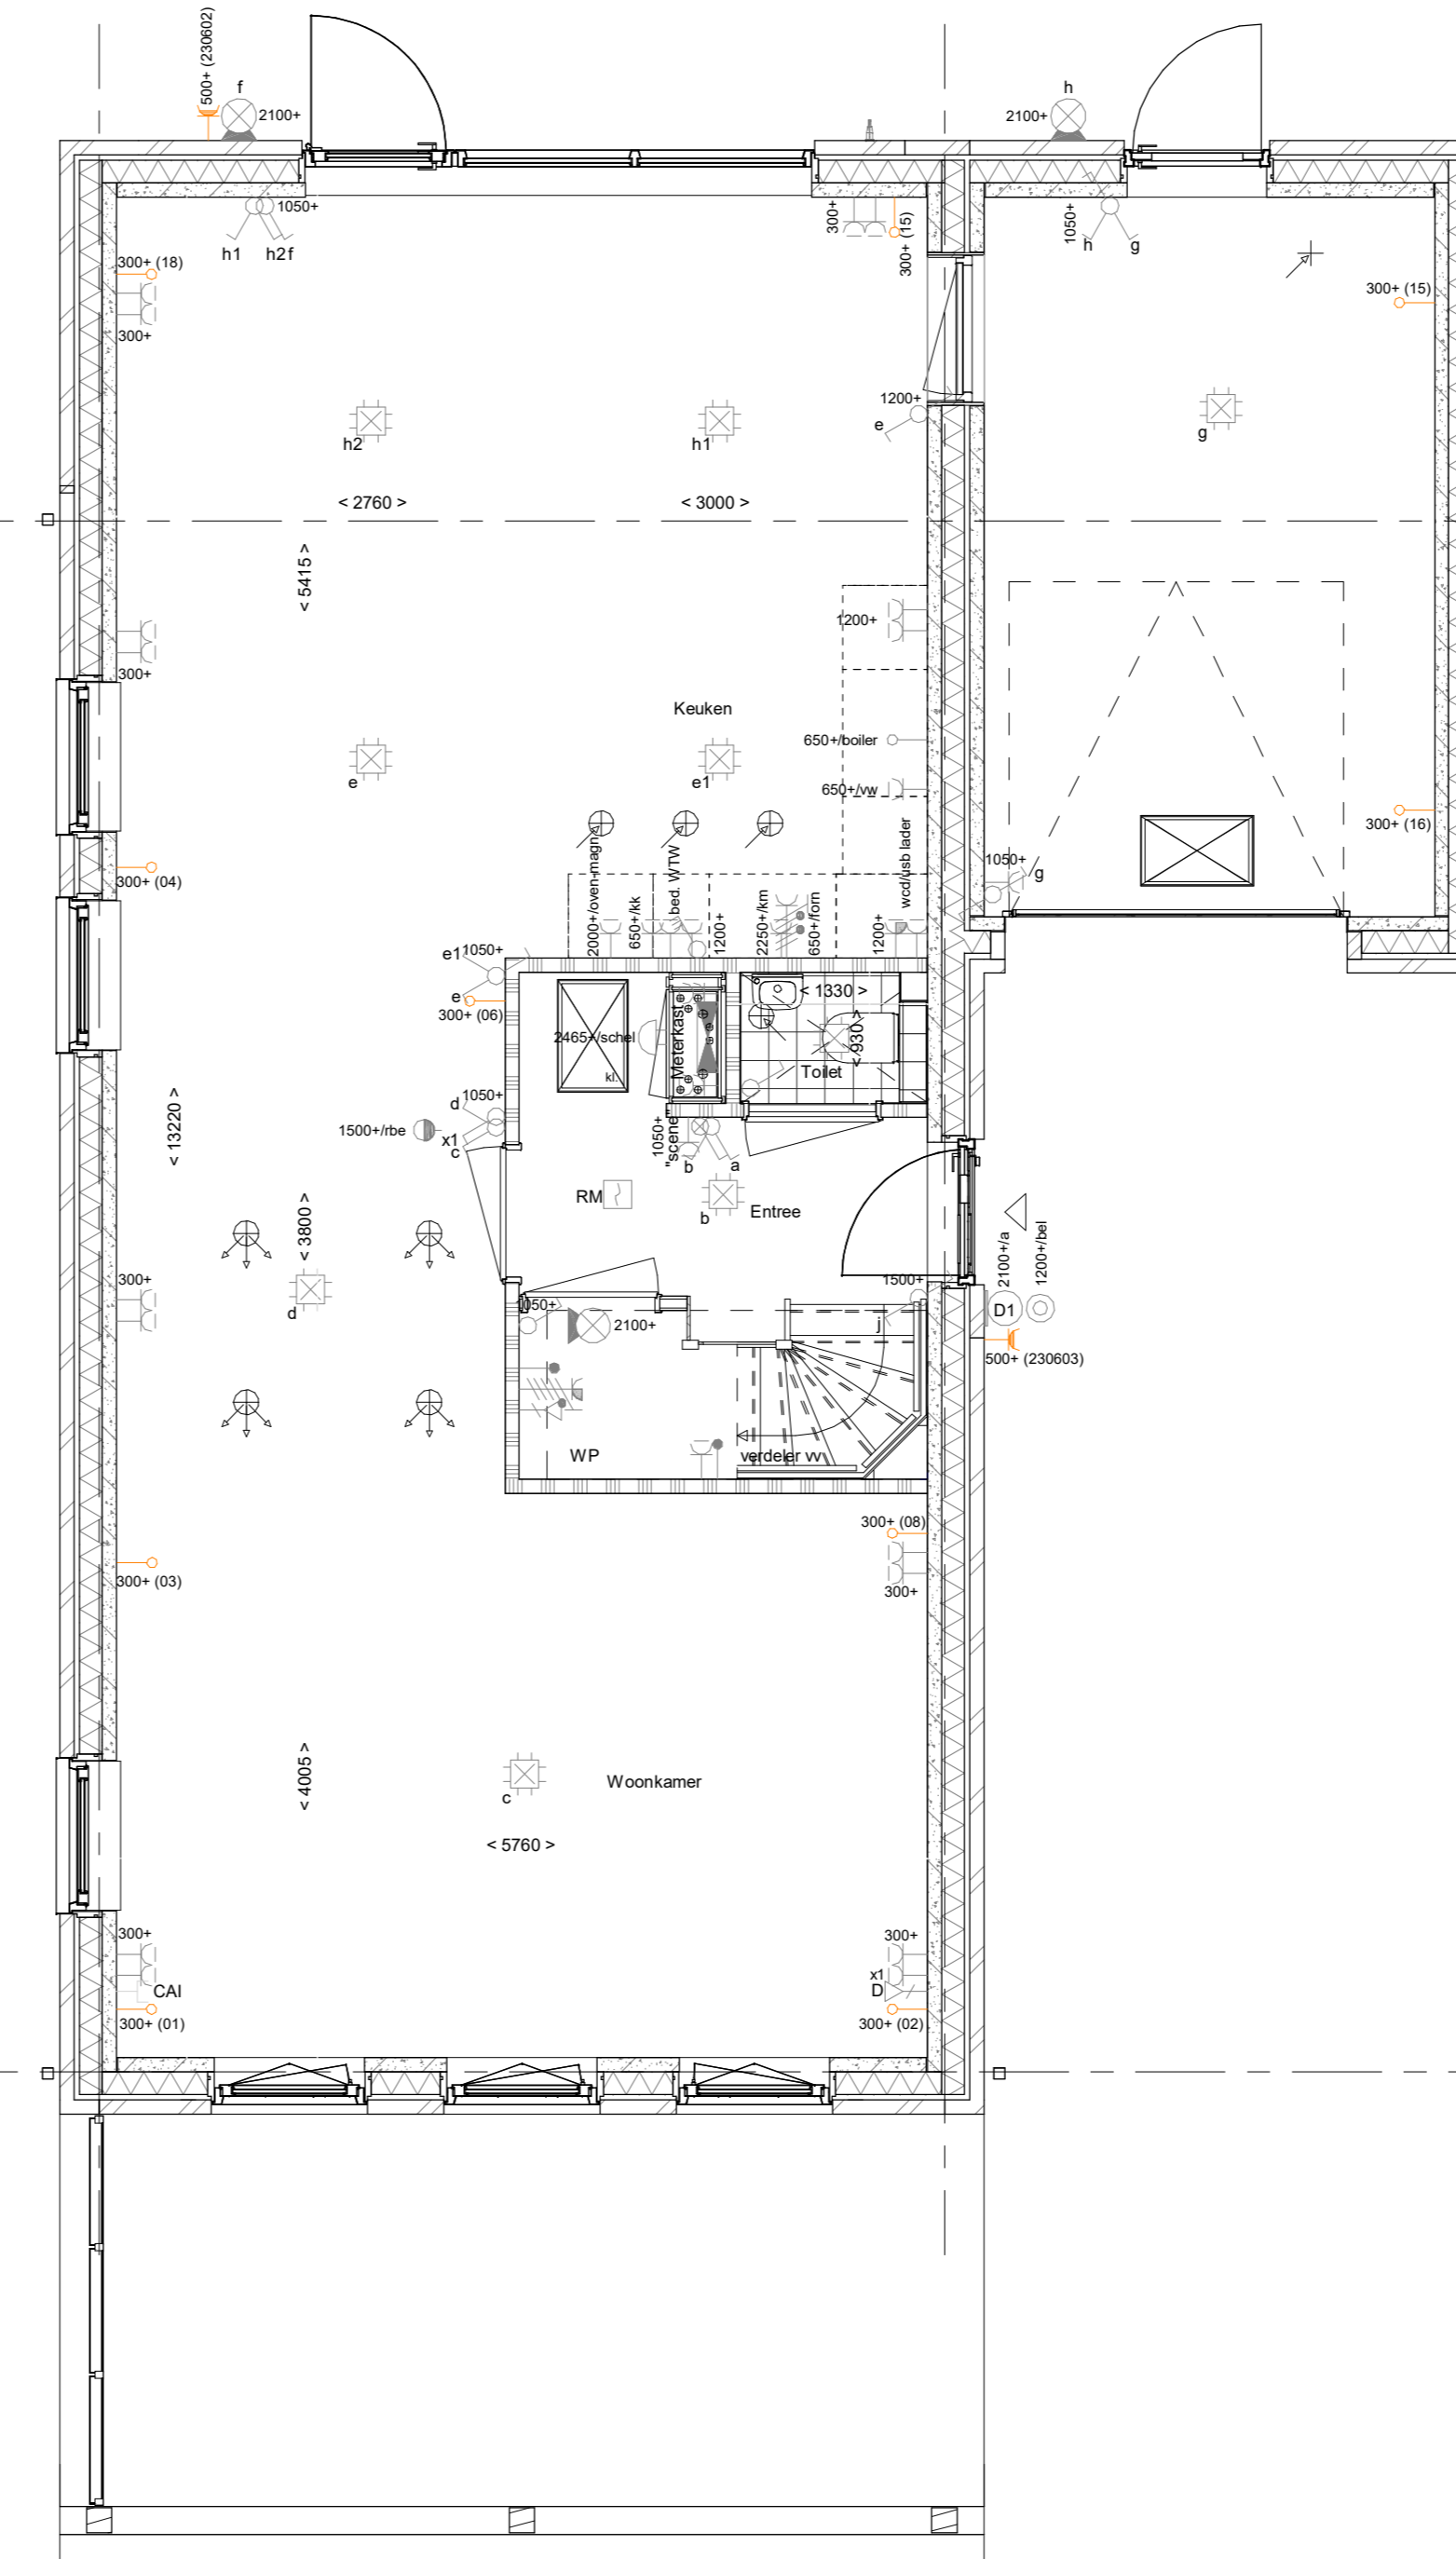 500+ (230602)
f
2100+
h
2100+
1050+
h1
h2 f
300+
300+ (15)
1050+
h
g
300+ (18)
300+
300+ (15)
1200+
e
h2
h1
g
< 2760 >
< 3000 >
< 5415 >
1200+
300+
Keuken
650+/boiler
e
e1
650+/vw
300+ (16)
300+ (04)
1050+
g
2000+/oven-magn
650+/kk
bed. WTW
1200+
2250+/km
650+/forn
1200+
wcd/usb lader
e1
1050+
e
300+ (06)
< 1330 >
2465+/schel
Meterkast
< 930 >
kl.
Toilet
d
1050+
1500+/rbe
x1
c
1050+
"scene"
b
a
< 13220 >
RM
b
Entree
< 3800 >
2100+/a
1200+/bel
300+
d
1500+
1050+
2100+
j
D1
500+ (230603)
WP
verdeler vv
300+ (08)
300+ (03)
300+
< 4005 >
c
Woonkamer
< 5760 >
300+
300+
x1
CAI
D
300+ (01)
300+ (02)